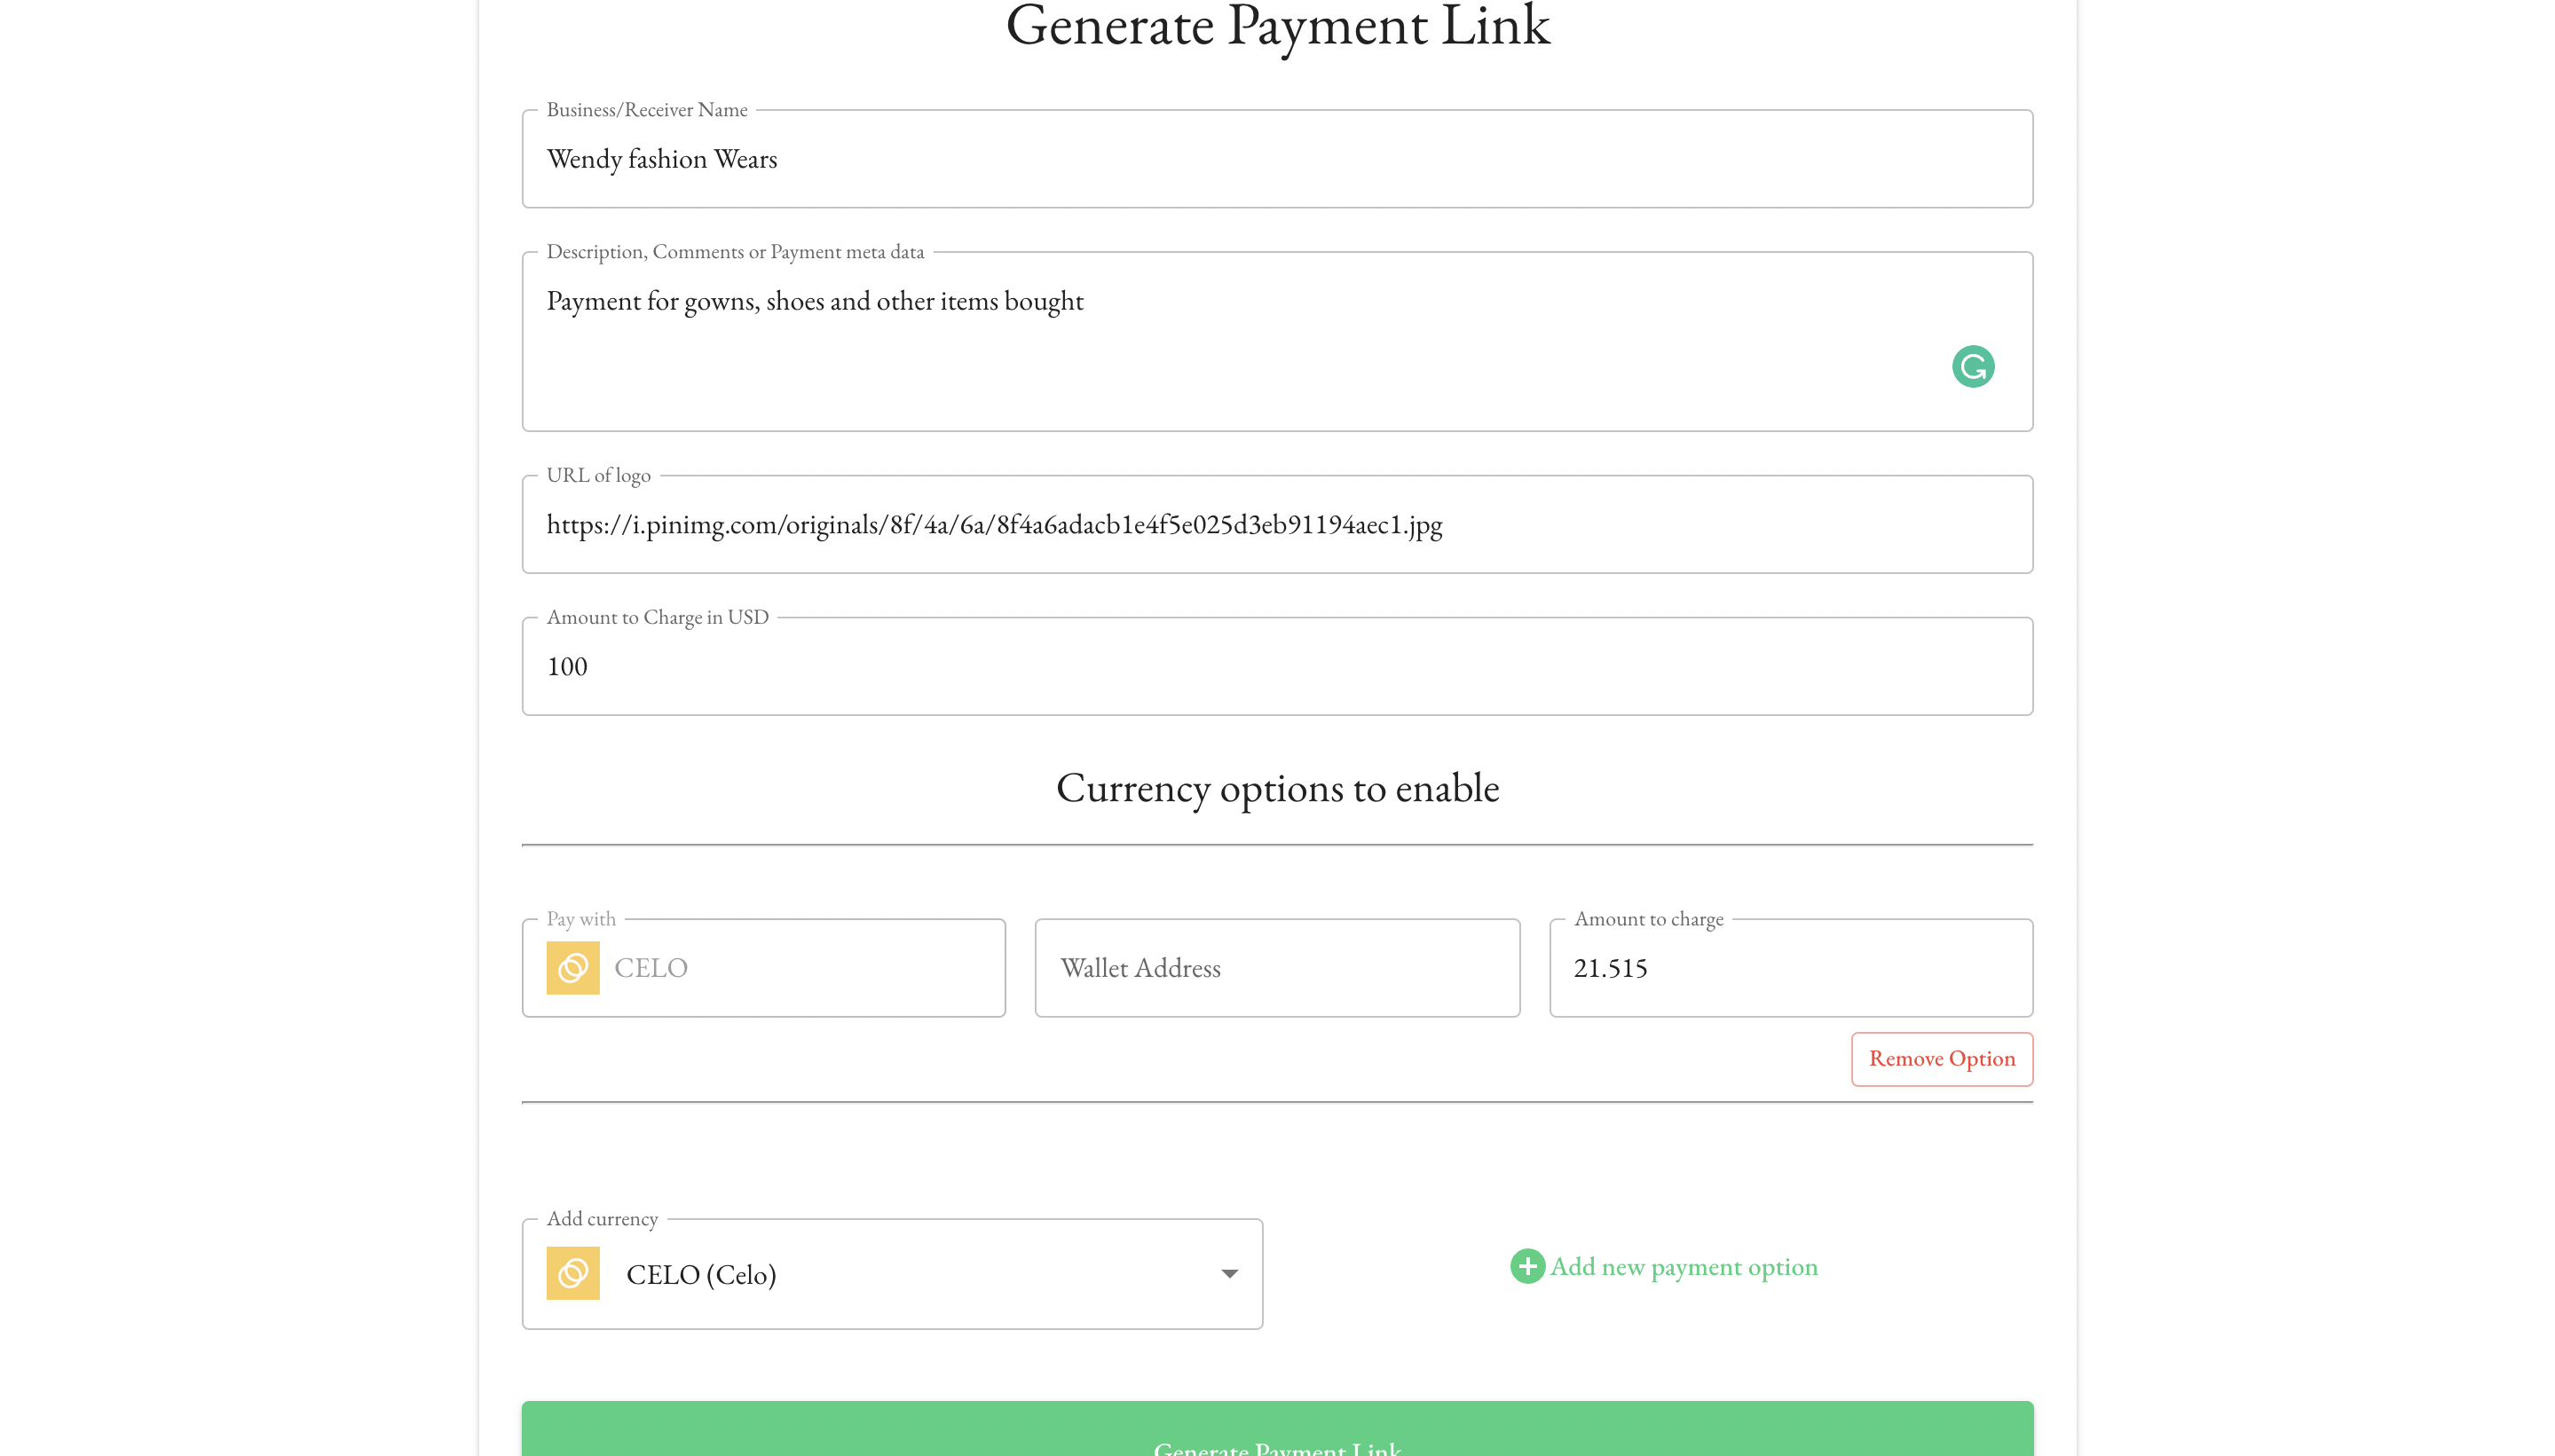 Generate Payment Link
Business/Receiver Name
Wendy fashion Wears
Description, Comments or Payment meta data
Payment for gowns, shoes and other items bought
URL of logo
https://i.pinimg.com/originals/8f/4a/6a/8f4a6adacb1e4f5e025d3eb91194aec1.jpg
Amount to Charge in USD
100
Currency options to enable
Pay with
CELO
Wallet Address
Amount to charge
21.515
Remove Option
Add currency
CELO (Celo)
Add new payment option
Generate Payment Link